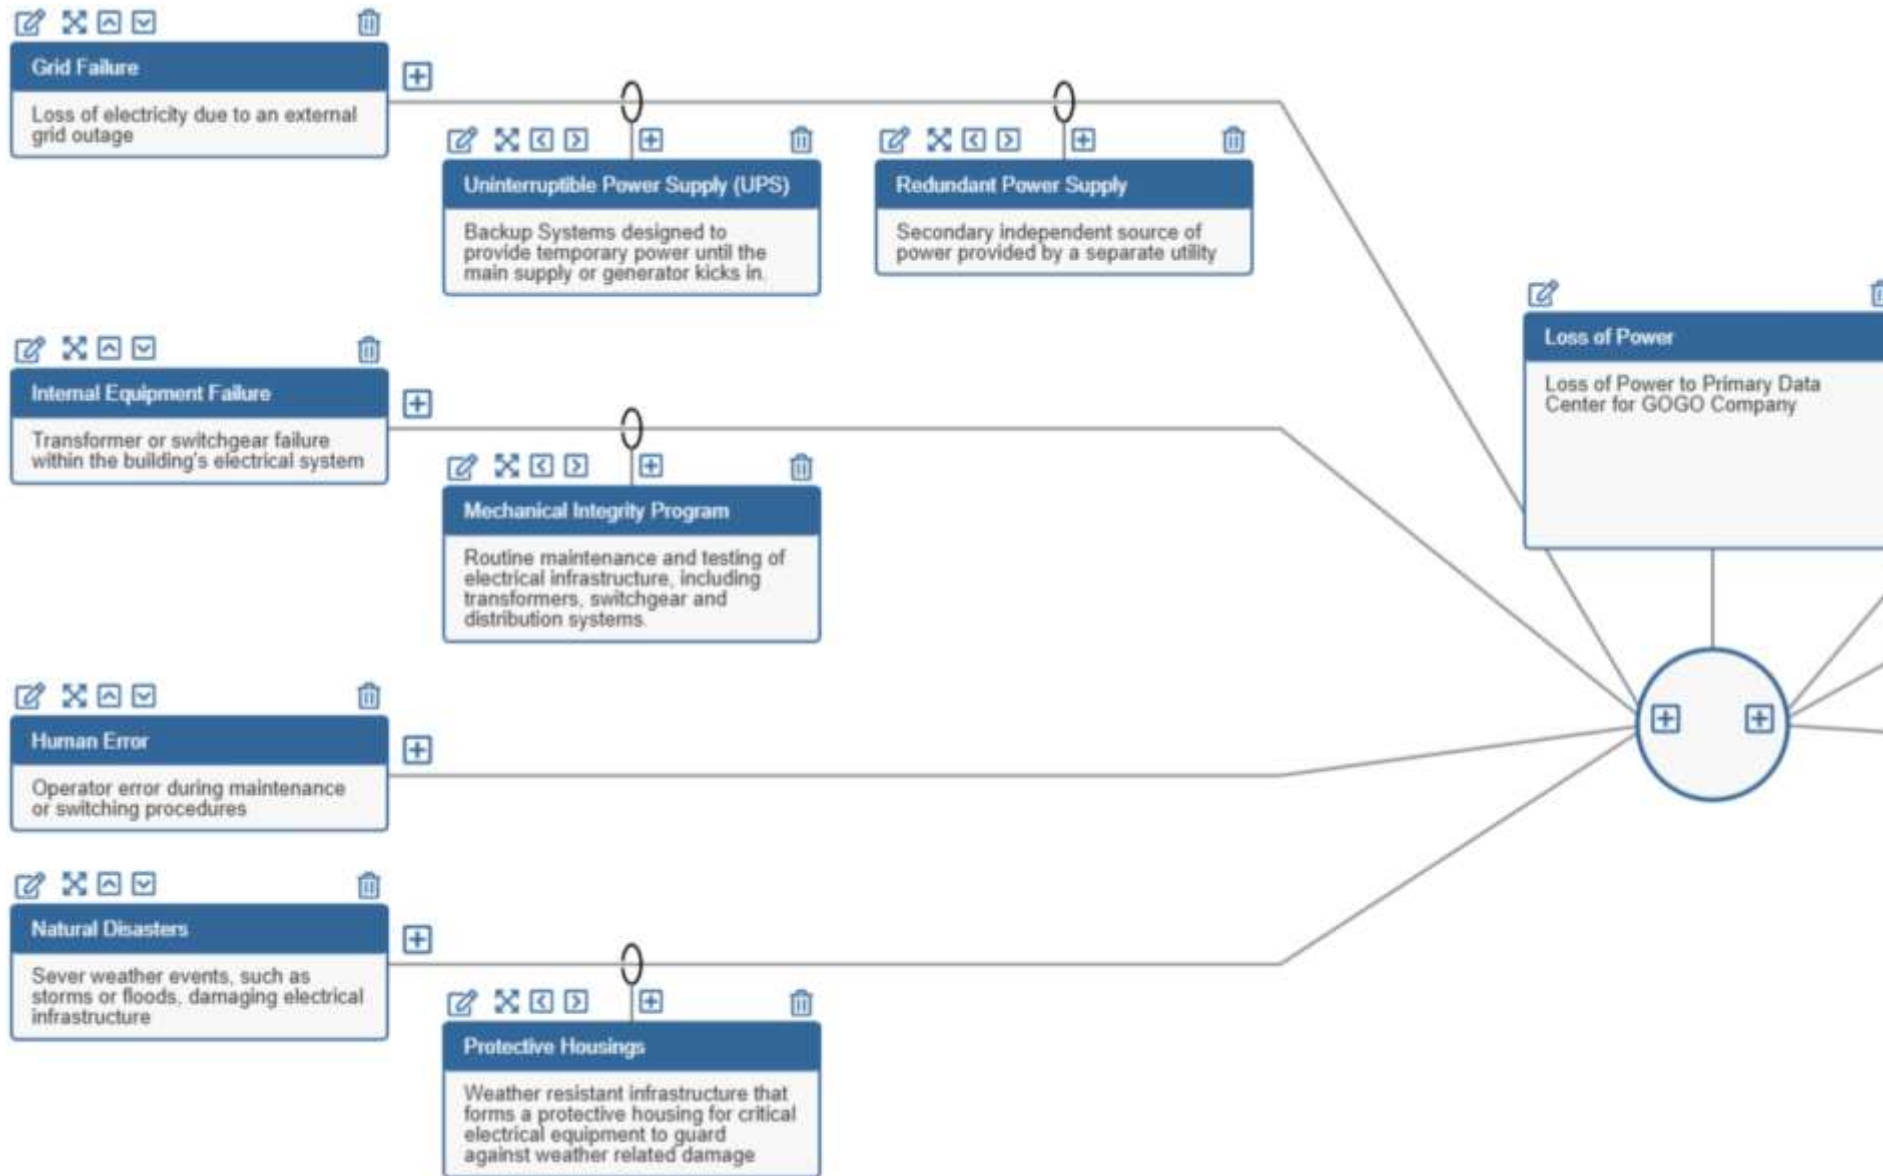 Grid Failure
Loss of electricity due to an external
grid outage
Uninterruptible Power Supply (UPS)
Backup Systems designed to
provide temporary power until the
main supply or generator kicks in.
Redundant Power Supply
Secondary independent source of
power provided by a separate utility
Loss of Power
Loss of Power to Primary Data
Center for GOGO Company
Internal Equipment Failure
Transformer or switchgear failure
within the building's electrical system
Mechanical Integrity Program
Routine maintenance and testing of
electrical infrastructure, including
transformers, switchgear and
distribution systems.
Human Error
Operator error during maintenance
or switching procedures
Natural Disasters
Sever weather events, such as
storms or floods, damaging electrical
infrastructure
Protective Housings
Weather resistant infrastructure that
forms a protective housing for critical
electrical equipment to guard
against weather related damage